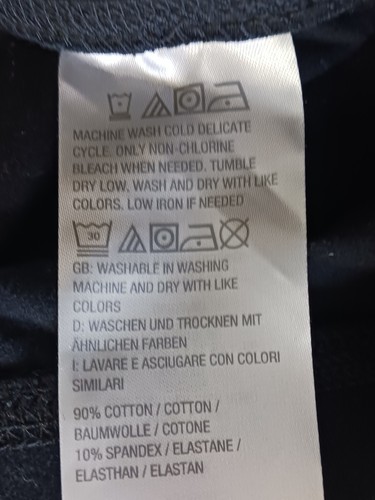 MACHINE WASH COLD DELICATE
CYCLE. ONLY NON-CHLORINE
BLEACH WHEN NEEDED. TUMBLE
DRY LOW, WASH AND DRY WITH LIKE
COLORS. LOW IRON IF NEEDED
30
GB: WASHABLE IN WASHING
MACHINE AND DRY WITH LIKE
COLORS
D: WASCHEN UND TROCKNEN MIT
ÄHNLICHEN FARBEN
I: LAVARE E ASCIUGARE CON COLORI
SIMILARI
90% COTTON / COTTON /
BAUMWOLLE / COTONE
10% SPANDEX / ELASTANE /
ELASTHAN / ELASTAN